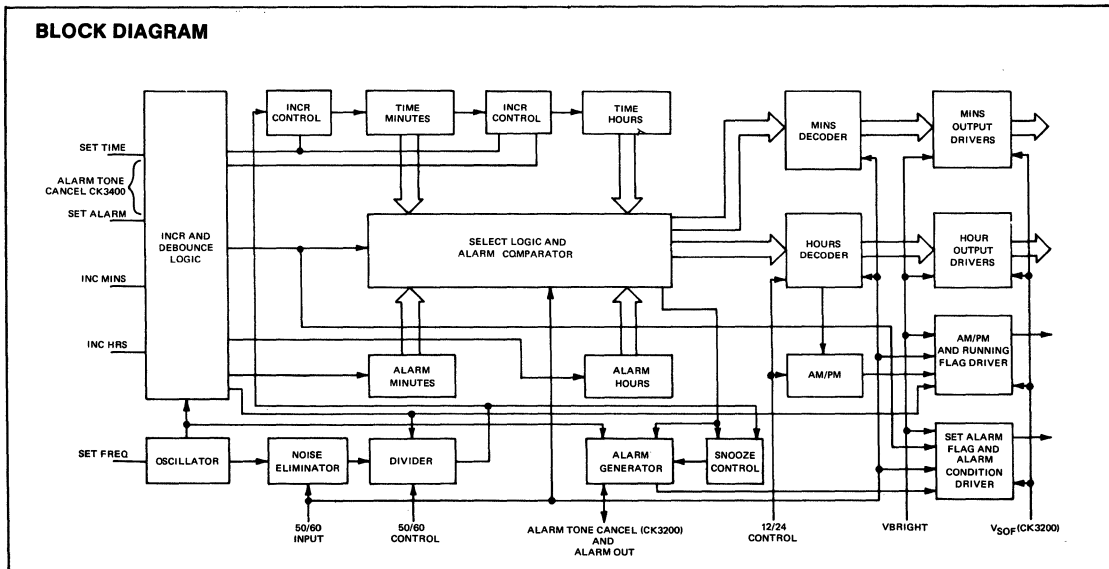 BLOCK DIAGRAM
INCR
CONTROL
TIME
MINUTES
INCR
CONTROL
TIME
HOURS
MINS
DECODER
MINS
OUTPUT
DRIVERS
SET TIME
ALARM TONE
CANCEL CK3400
SET ALARM
INC MINS
INC HRS
INCR AND
DEBOUNCE
LOGIC
SELECT LOGIC AND
ALARM COMPARATOR
HOURS
DECODER
HOUR
OUTPUT
DRIVERS
ALARM
MINUTES
ALARM
HOURS
AM/PM
AM/PM
AND RUNNING
FLAG DRIVER
SET FREQ
OSCILLATOR
NOISE
ELIMINATOR
DIVIDER
ALARM
GENERATOR
SNOOZE
CONTROL
SET ALARM
FLAG AND
ALARM
CONDITION
DRIVER
50/60
INPUT
50/60
CONTROL
ALARM TONE CANCEL (CK3200)
AND
ALARM OUT
12/24
CONTROL
VBRIGHT
VSOF(CK3200)